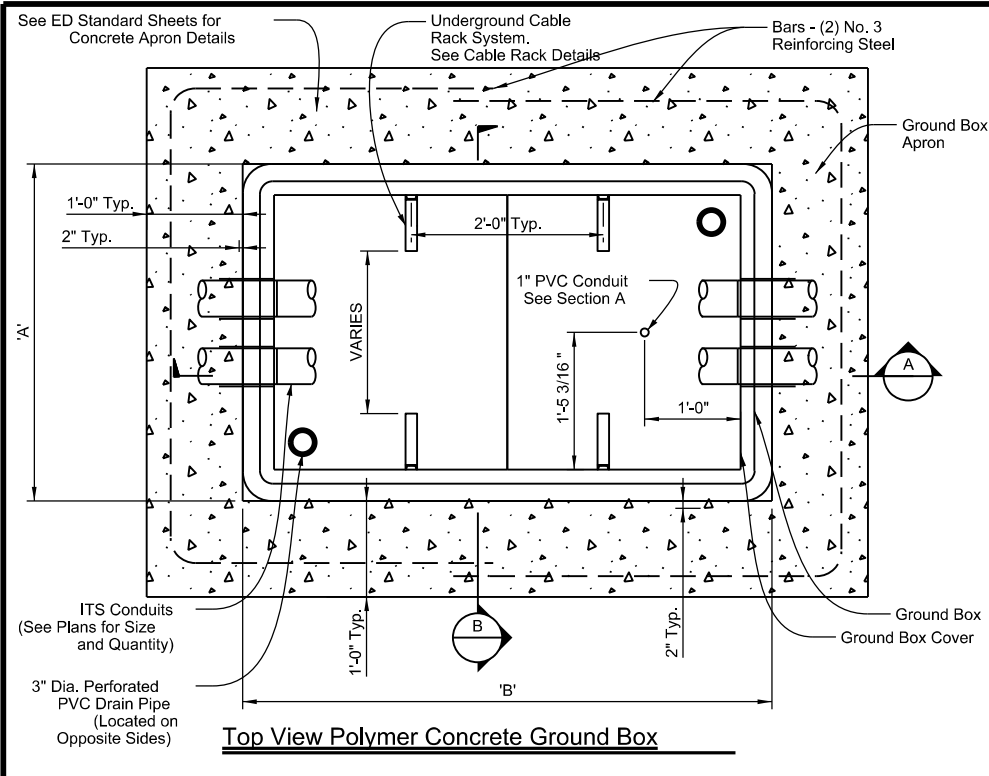 See ED Standard Sheets for
Concrete Apron Details
Underground Cable
Rack System.
See Cable Rack Details
Bars - (2) No. 3
Reinforcing Steel
Ground Box
Apron
1'-0" Typ.
2" Typ.
2'-0" Typ.
1" PVC Conduit
See Section A
'A'
VARIES
1'-5 3/16 "
1'-0"
A
ITS Conduits
(See Plans for Size
and Quantity)
1'-0" Typ.
B
2" Typ.
Ground Box
Ground Box Cover
3" Dia. Perforated
PVC Drain Pipe
(Located on
Opposite Sides)
'B'
Top View Polymer Concrete Ground Box